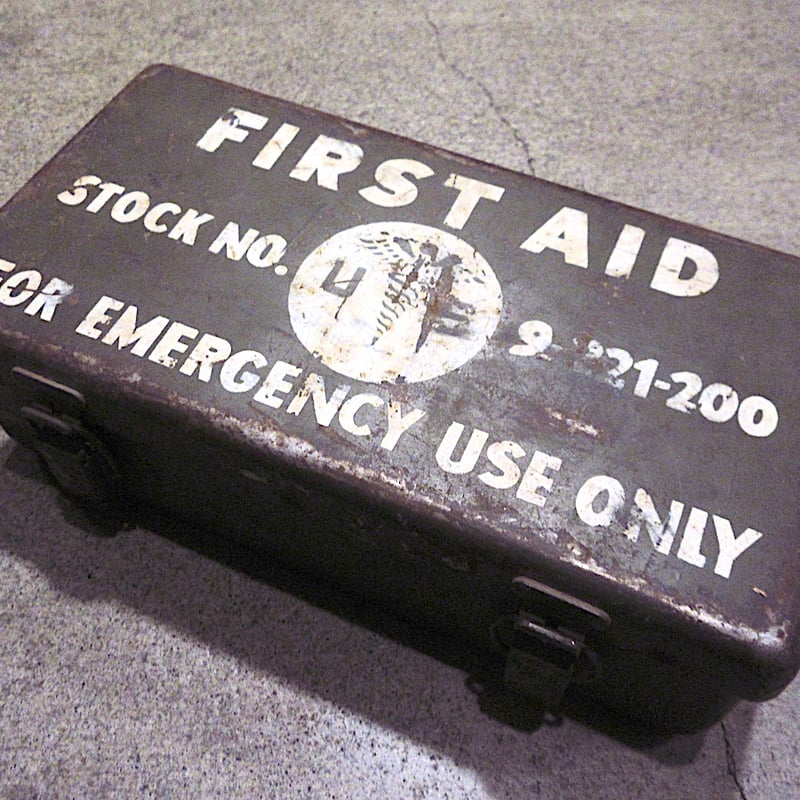 FIRST AID
STOCK NO.
U S
FOR EMERGENCY USE ONLY